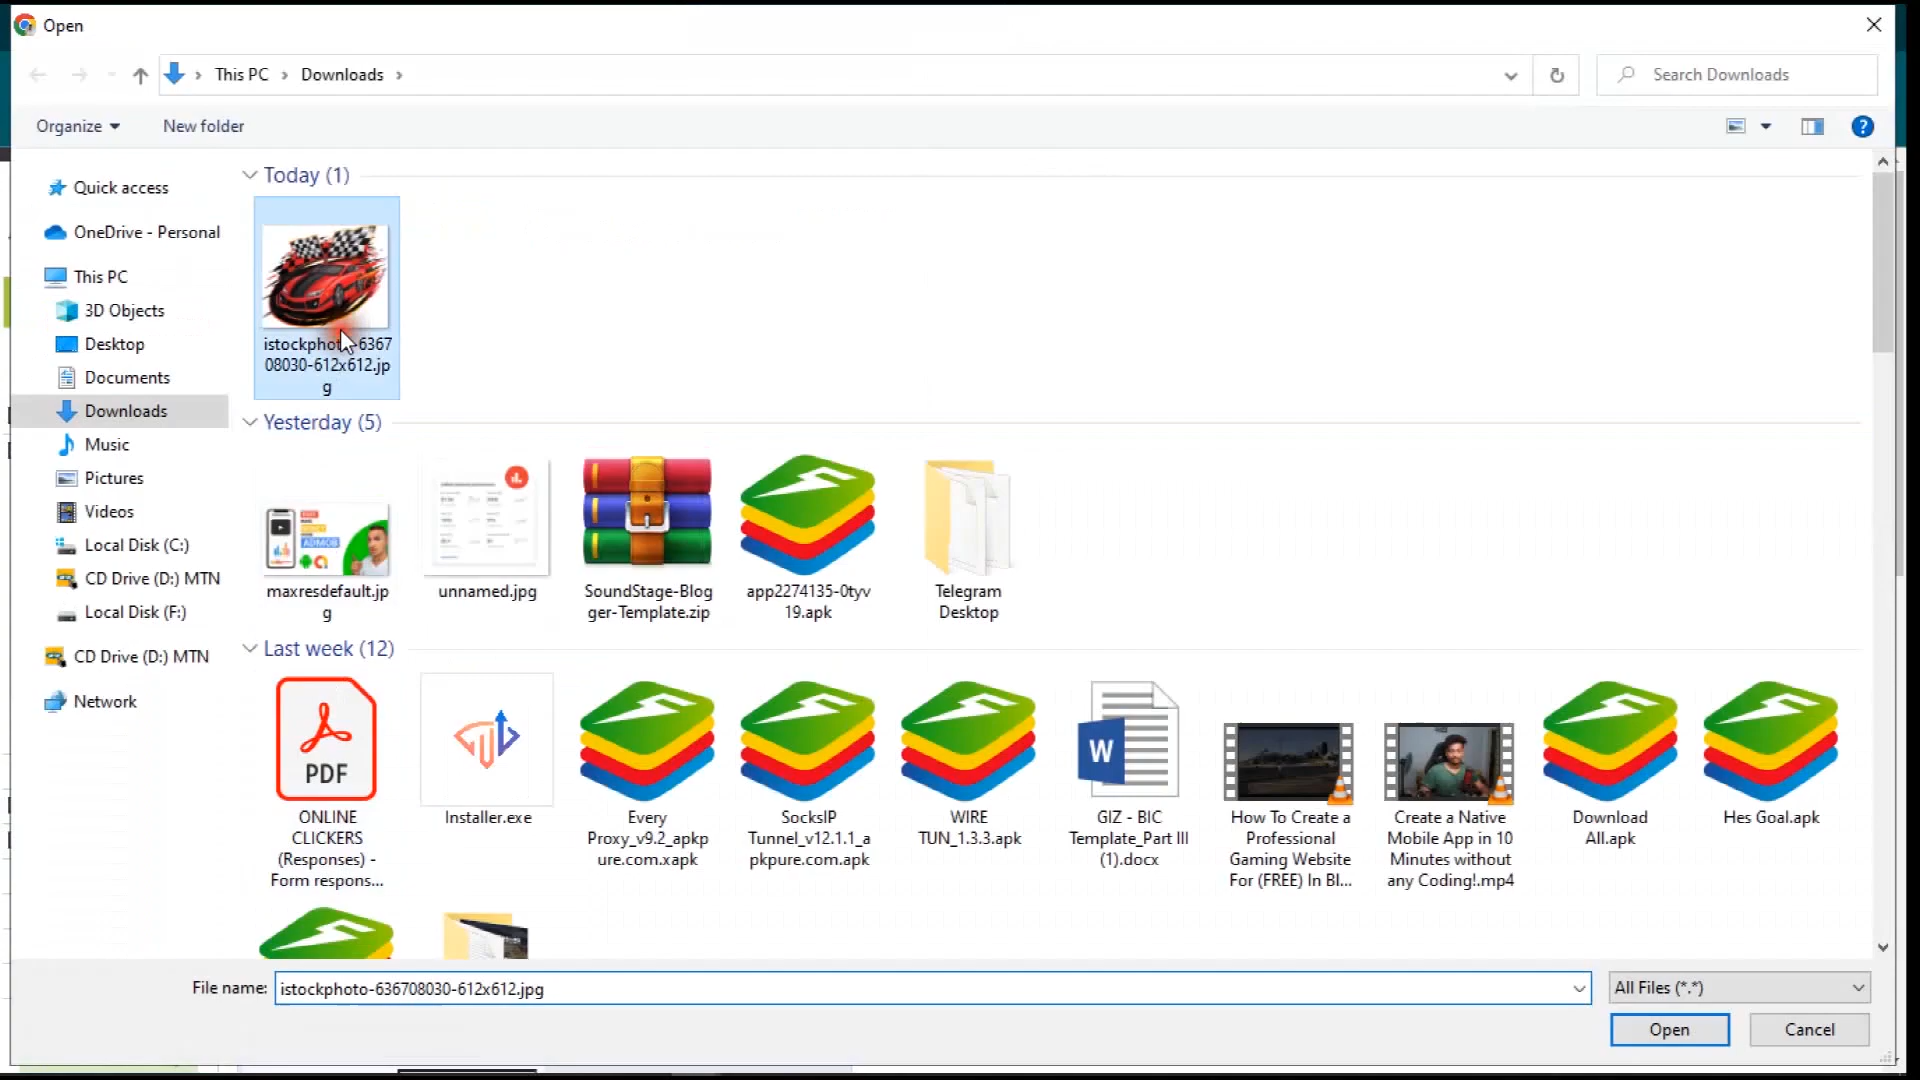 Open
This PC
Downloads
Search Downloads
Organize
New folder
Quick access
OneDrive - Personal
This PC
3D Objects
Desktop
Documents
Downloads
Music
Pictures
Videos
Local Disk (C:)
CD Drive (D:) MTN
Local Disk (F:)
CD Drive (D:) MTN
Network
Today (1)
istockphoto-6367
08030-612x612.jp
g
Yesterday (5)
ADMOB
maxresdefault.jp
g
unnamed.jpg
SoundStage-Blog
ger-Template.zip
app2274135-0tyv
19.apk
Telegram
Desktop
Last week (12)
PDF
ONLINE
CLICKERS
(Responses) -
Form respons...
Installer.exe
Every
Proxy_v9.2_apkp
ure.com.xapk
SocksIP
Tunnel_v12.1.1_a
pkpure.com.apk
WIRE
TUN_1.3.3.apk
W
GIZ - BIC
Template_Part III
(1).docx
How To Create a
Professional
Gaming Website
For (FREE) In Bl...
Create a Native
Mobile App in 10
Minutes without
any Coding!.mp4
Download
All.apk
Hes Goal.apk
File name:
istockphoto-636708030-612x612.jpg
All Files (*.*)
Open
Cancel